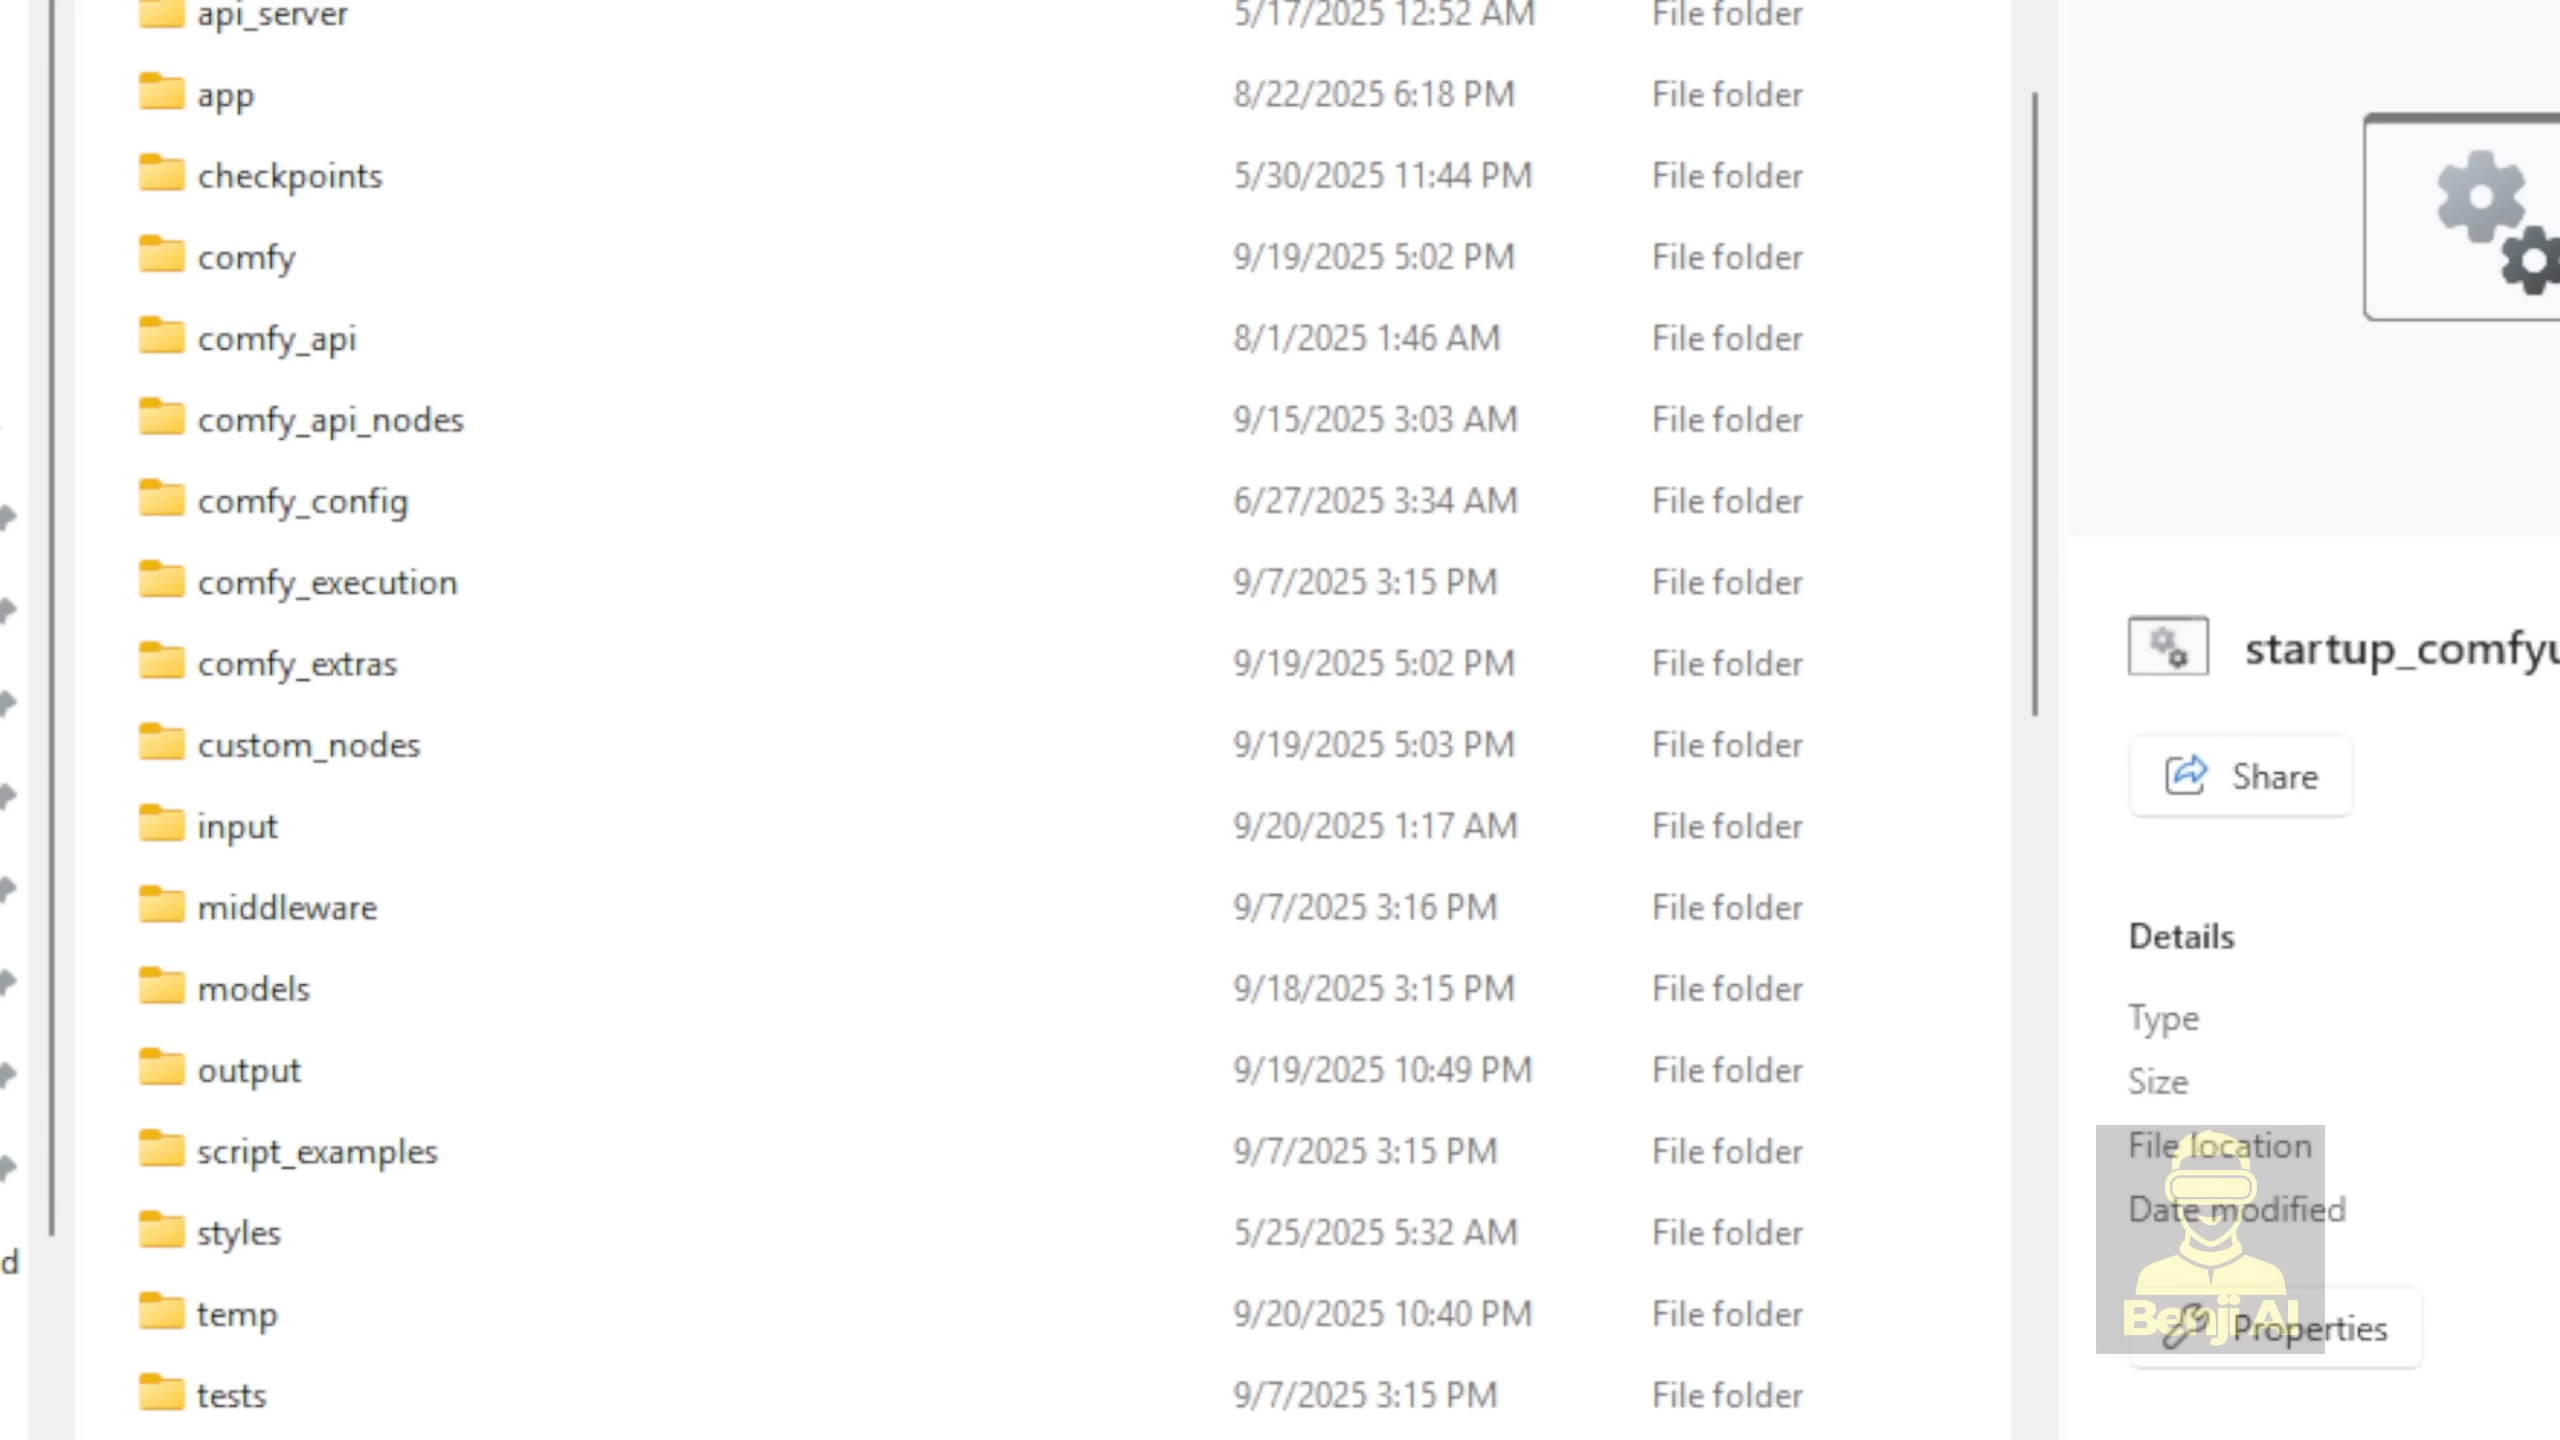 api_server 5/17/2025 12:52 AM File folder
app 8/22/2025 6:18 PM File folder
checkpoints 5/30/2025 11:44 PM File folder
comfy 9/19/2025 5:02 PM File folder
comfy_api 8/1/2025 1:46 AM File folder
comfy_api_nodes 9/15/2025 3:03 AM File folder
comfy_config 6/27/2025 3:34 AM File folder
comfy_execution 9/7/2025 3:15 PM File folder
comfy_extras 9/19/2025 5:02 PM File folder
custom_nodes 9/19/2025 5:03 PM File folder
input 9/20/2025 1:17 AM File folder
middleware 9/7/2025 3:16 PM File folder
models 9/18/2025 3:15 PM File folder
output 9/19/2025 10:49 PM File folder
script_examples 9/7/2025 3:15 PM File folder
styles 5/25/2025 5:32 AM File folder
temp 9/20/2025 10:40 PM File folder
tests 9/7/2025 3:15 PM File folder
d
startup_comfyu
Share
Details
Type
Size
File location
Date modified
Benji AI
Properties